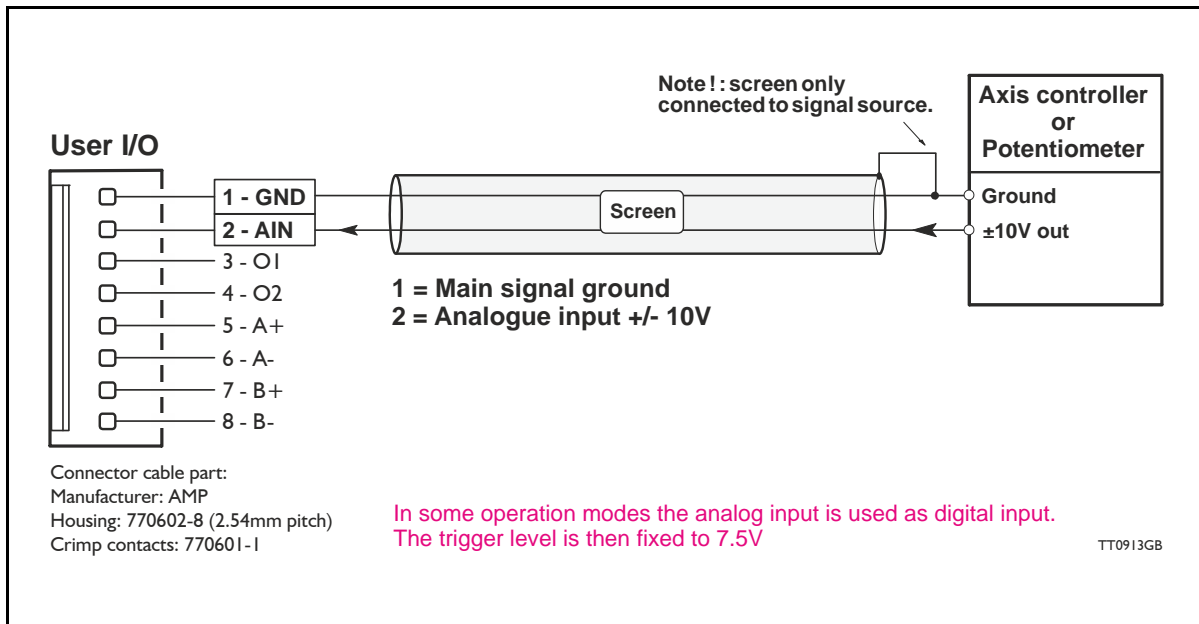 Note! : screen only
connected to signal source.
Axis controller
or
Potentiometer
User I/O
1 - GND
2 - AIN
3 - O1
4 - O2
5 - A+
6 - A-
7 - B+
8 - B-
Screen
Ground
±10V out
1 = Main signal ground
2 = Analogue input +/- 10V
Connector cable part:
Manufacturer: AMP
Housing: 770602-8 (2.54mm pitch)
Crimp contacts: 770601-1
In some operation modes the analog input is used as digital input.
The trigger level is then fixed to 7.5V
TT0913GB